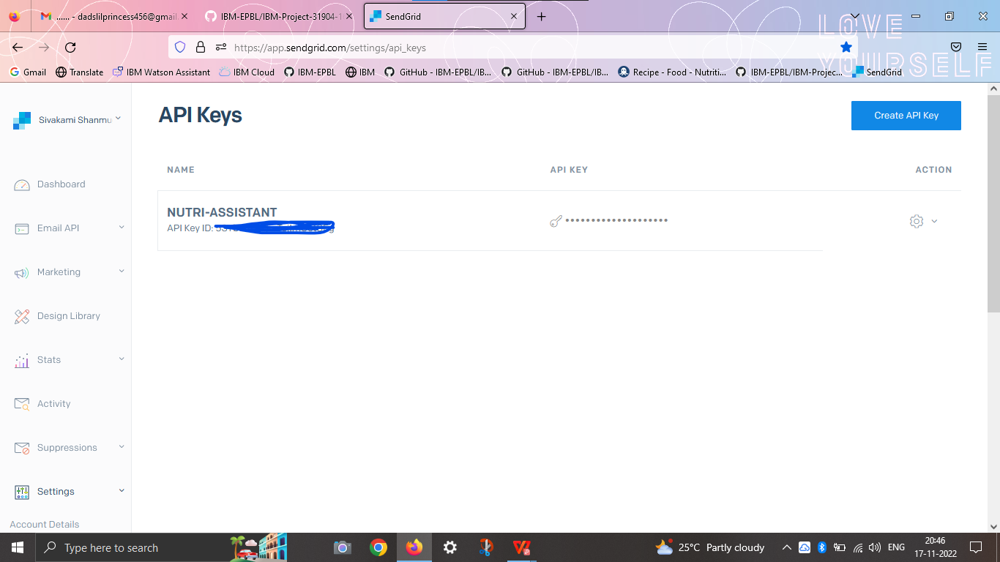 ...... - dadslilprincess456@gmail.
IBM-EPBL/IBM-Project-31904-1
SendGrid
LOVE
YOURSELF
https://app.sendgrid.com/settings/api_keys
Gmail
Translate
IBM Watson Assistant
IBM Cloud
IBM-EPBL
IBM
GitHub - IBM-EPBL/IB...
GitHub - IBM-EPBL/IB...
Recipe - Food - Nutriti...
IBM-EPBL/IBM-Projec...
SendGrid
Sivakami Shanmu
API Keys
Create API Key
NAME
API KEY
ACTION
NUTRI-ASSISTANT
API Key ID:
••••••••••••••••••••
Dashboard
Email API
Marketing
Design Library
Stats
Activity
Suppressions
Settings
Account Details
Type here to search
25°C Partly cloudy
ENG
20:46
17-11-2022